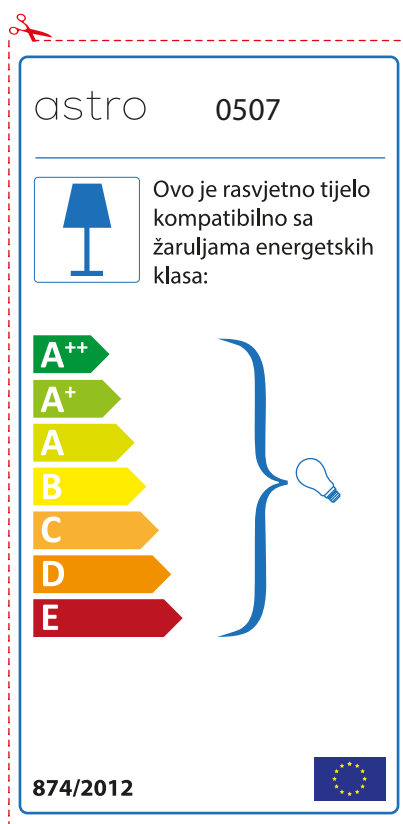 astro 0507
Ovo je rasvjetno tijelo
kompatibilno sa
žaruljama energetskih
klasa:
A++
A+
A
B
C
D
E
874/2012